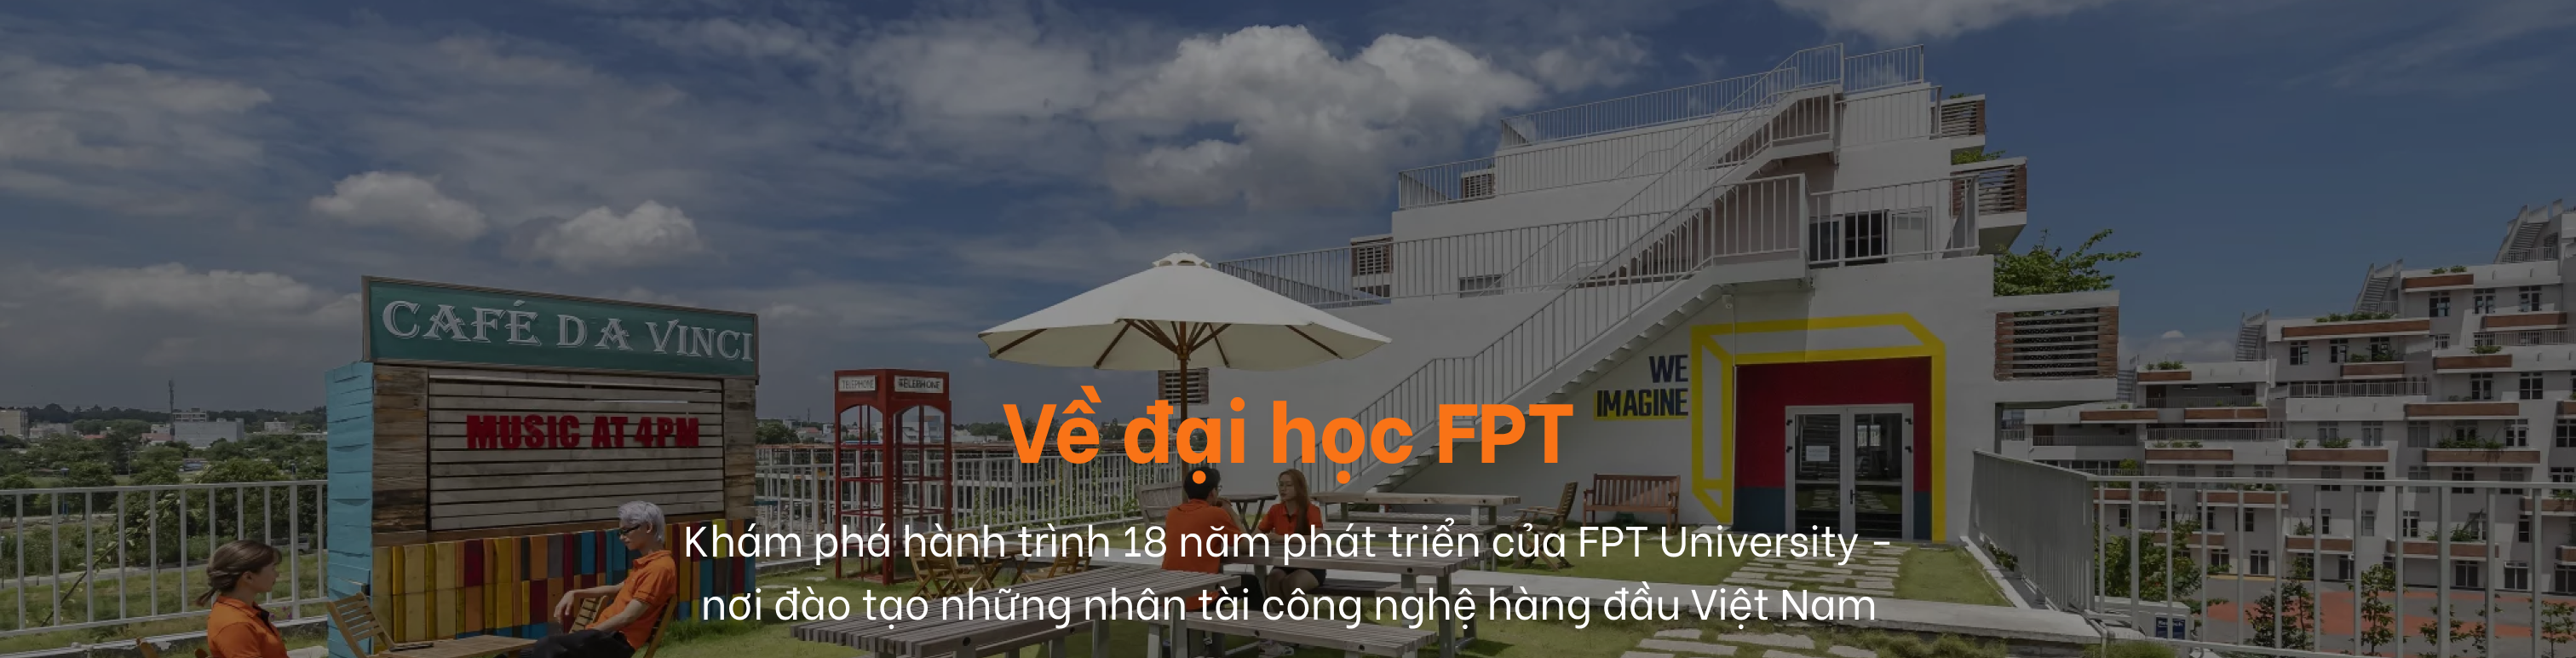 CAFÉ DA VINCI
MUSIC AT 4PM
TELEPHONE
TELEPHONE
WE
IMAGINE
Về đại học FPT
Khám phá hành trình 18 năm phát triển của FPT University -
nơi đào tạo những nhân tài công nghệ hàng đầu Việt Nam